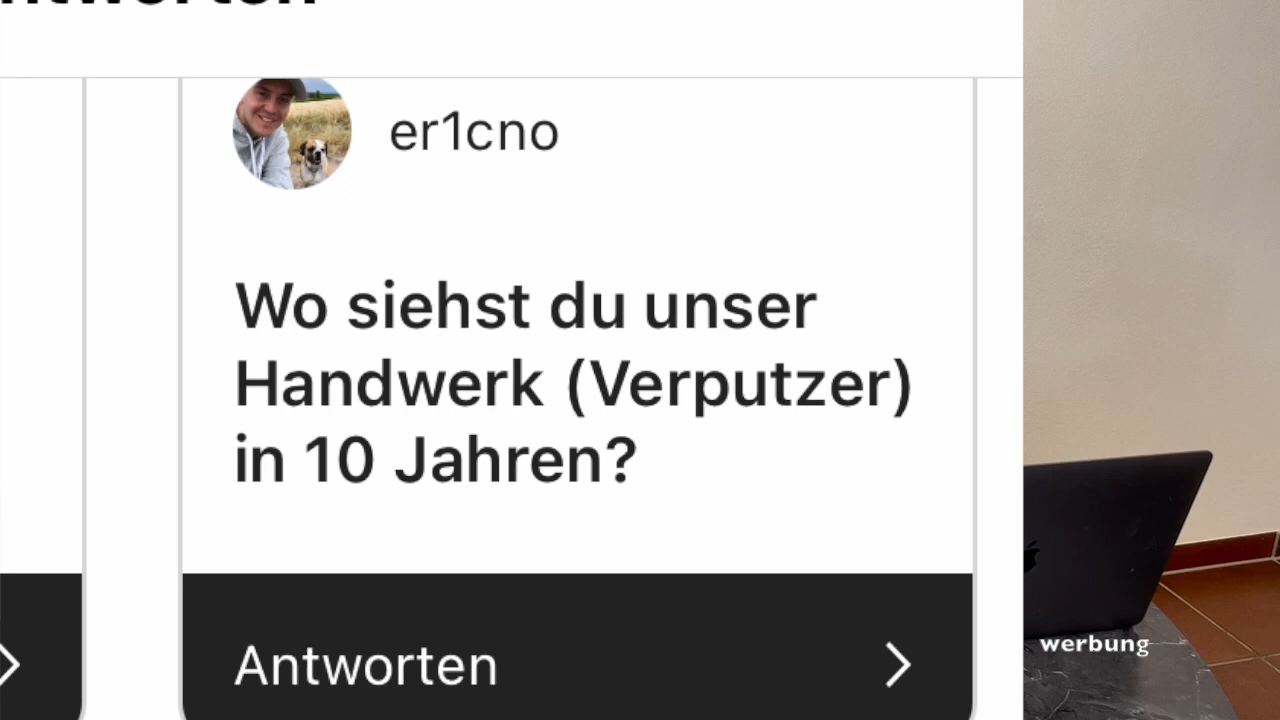 er1cno
Wo siehst du unser
Handwerk (Verputzer)
in 10 Jahren?
Antworten
werbung